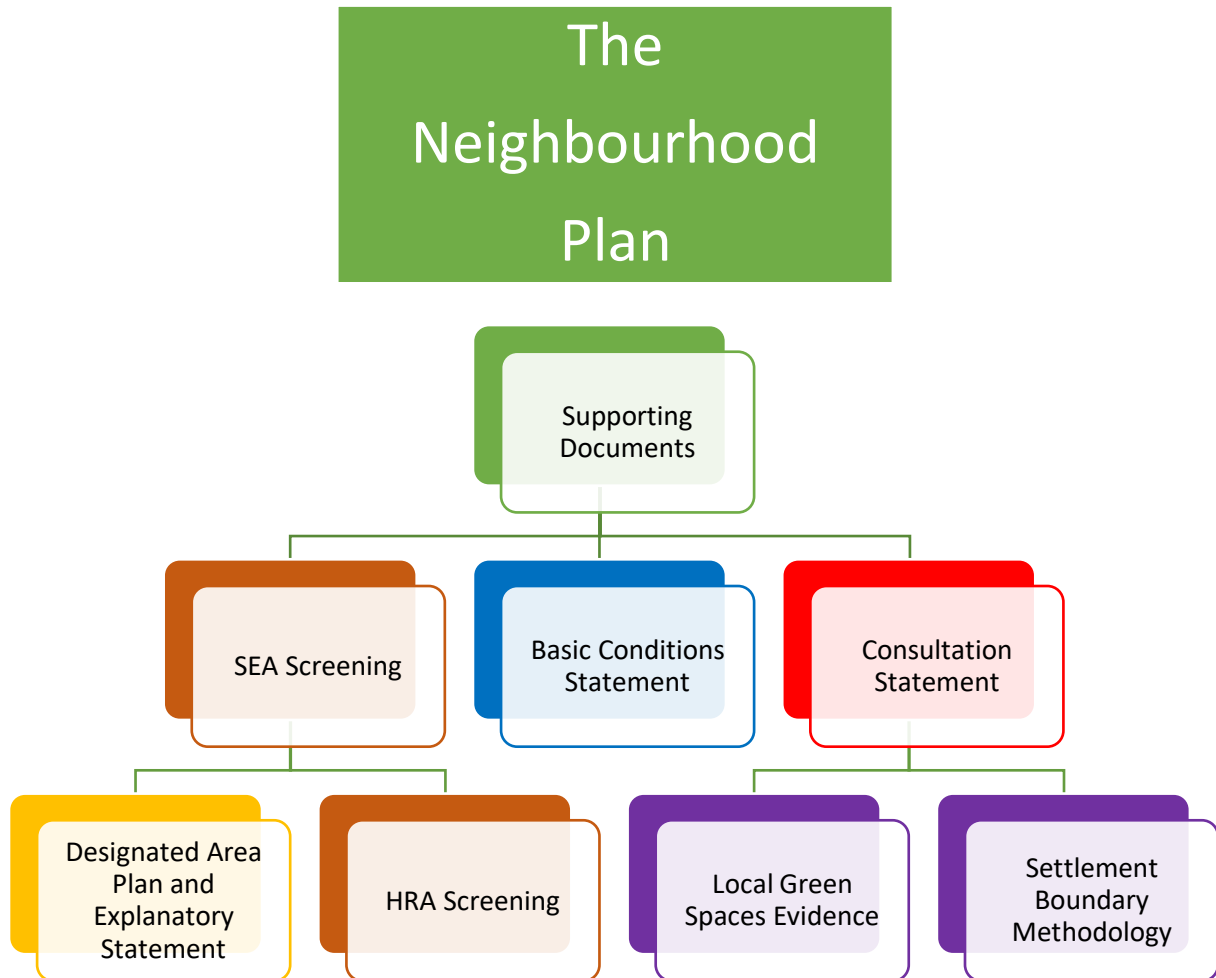 The
Neighbourhood
Plan
Supporting
Documents
SEA Screening
Basic Conditions
Statement
Consultation
Statement
Designated Area
Plan and
Explanatory
Statement
HRA Screening
Local Green
Spaces Evidence
Settlement
Boundary
Methodology